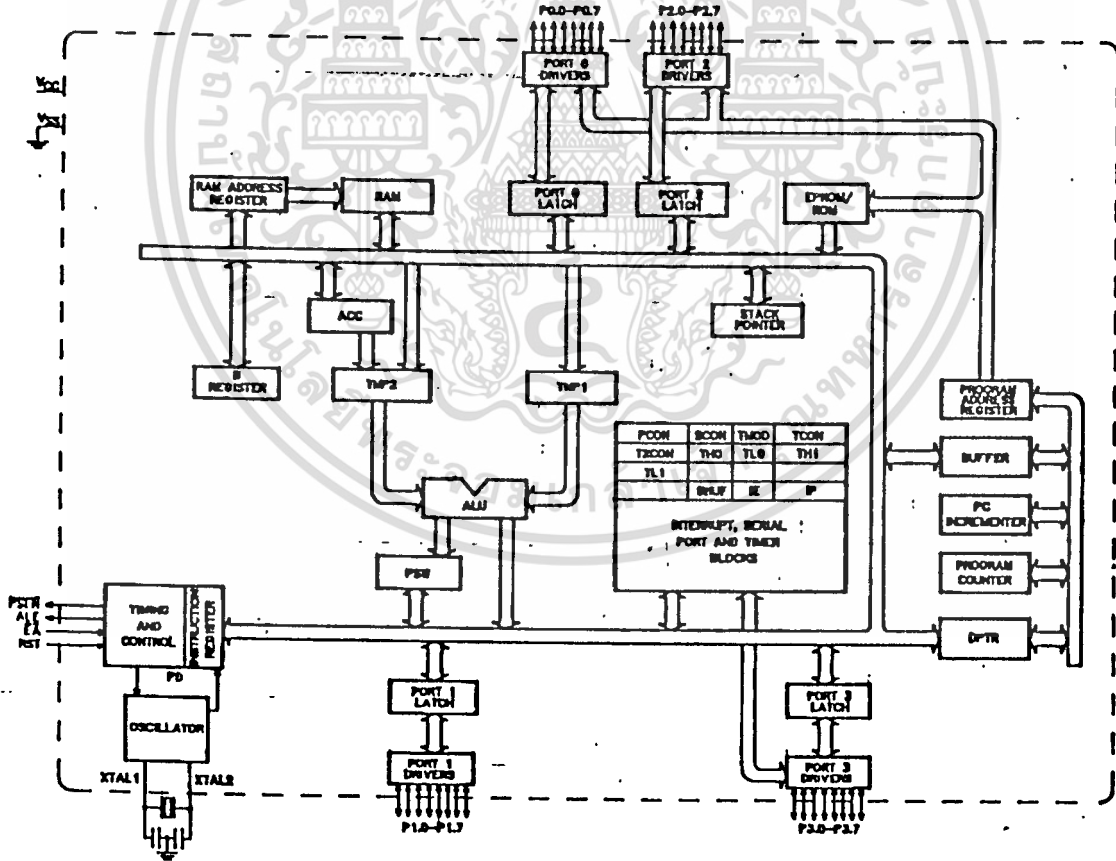 P0.0-P0.7
P2.0-P2.7
PORT 0
DRIVERS
PORT 2
DRIVERS
VCC
VSS
RAM ADDRESS
REGISTER
RAM
PORT 0
LATCH
PORT 2
LATCH
EPROM/
ROM
ACC
STACK
POINTER
B
REGISTER
TMP2
TMP1
PROGRAM
ADDRESS
REGISTER
PCON SCON TMOD TCON
T2CON TH0 TL0 TH1
TL1
SBUF IE IP
INTERRUPT, SERIAL
PORT AND TIMER
BLOCKS
BUFFER
ALU
PC
INCREMENTER
PSW
PROGRAM
COUNTER
PSEN
ALE
EA
RST
TIMING
AND
CONTROL
INSTRUCTION
REGISTER
DPTR
PD
PORT 1
LATCH
PORT 3
LATCH
OSCILLATOR
XTAL1
XTAL2
PORT 1
DRIVERS
PORT 3
DRIVERS
P1.0-P1.7
P3.0-P3.7